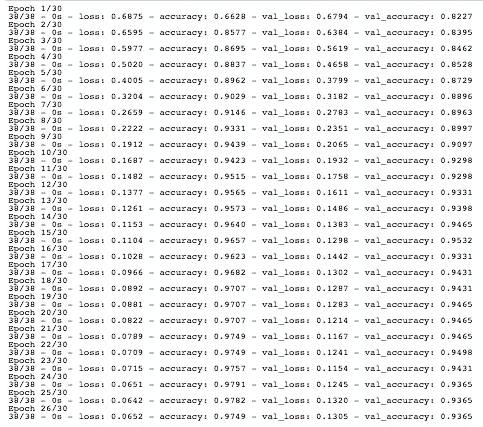 Epoch 1/30
38/38 - 0s - loss: 0.6875 - accuracy: 0.6628 - val_loss: 0.6794 - val_accuracy: 0.8227
Epoch 2/30
38/38 - 0s - loss: 0.6595 - accuracy: 0.8577 - val_loss: 0.6384 - val_accuracy: 0.8395
Epoch 3/30
38/38 - 0s - loss: 0.5977 - accuracy: 0.8695 - val_loss: 0.5619 - val_accuracy: 0.8462
Epoch 4/30
38/38 - 0s - loss: 0.5020 - accuracy: 0.8837 - val_loss: 0.4658 - val_accuracy: 0.8528
Epoch 5/30
38/38 - 0s - loss: 0.4005 - accuracy: 0.8962 - val_loss: 0.3799 - val_accuracy: 0.8729
Epoch 6/30
38/38 - 0s - loss: 0.3204 - accuracy: 0.9029 - val_loss: 0.3182 - val_accuracy: 0.8896
Epoch 7/30
38/38 - 0s - loss: 0.2659 - accuracy: 0.9146 - val_loss: 0.2783 - val_accuracy: 0.8963
Epoch 8/30
38/38 - 0s - loss: 0.2222 - accuracy: 0.9331 - val_loss: 0.2351 - val_accuracy: 0.8997
Epoch 9/30
38/38 - 0s - loss: 0.1912 - accuracy: 0.9439 - val_loss: 0.2065 - val_accuracy: 0.9097
Epoch 10/30
38/38 - 0s - loss: 0.1687 - accuracy: 0.9423 - val_loss: 0.1932 - val_accuracy: 0.9298
Epoch 11/30
38/38 - 0s - loss: 0.1482 - accuracy: 0.9515 - val_loss: 0.1758 - val_accuracy: 0.9298
Epoch 12/30
38/38 - 0s - loss: 0.1377 - accuracy: 0.9565 - val_loss: 0.1611 - val_accuracy: 0.9331
Epoch 13/30
38/38 - 0s - loss: 0.1261 - accuracy: 0.9573 - val_loss: 0.1486 - val_accuracy: 0.9398
Epoch 14/30
38/38 - 0s - loss: 0.1153 - accuracy: 0.9640 - val_loss: 0.1383 - val_accuracy: 0.9465
Epoch 15/30
38/38 - 0s - loss: 0.1104 - accuracy: 0.9657 - val_loss: 0.1298 - val_accuracy: 0.9532
Epoch 16/30
38/38 - 0s - loss: 0.1028 - accuracy: 0.9623 - val_loss: 0.1442 - val_accuracy: 0.9331
Epoch 17/30
38/38 - 0s - loss: 0.0966 - accuracy: 0.9682 - val_loss: 0.1302 - val_accuracy: 0.9431
Epoch 18/30
38/38 - 0s - loss: 0.0892 - accuracy: 0.9707 - val_loss: 0.1287 - val_accuracy: 0.9431
Epoch 19/30
38/38 - 0s - loss: 0.0881 - accuracy: 0.9707 - val_loss: 0.1283 - val_accuracy: 0.9465
Epoch 20/30
38/38 - 0s - loss: 0.0822 - accuracy: 0.9707 - val_loss: 0.1214 - val_accuracy: 0.9465
Epoch 21/30
38/38 - 0s - loss: 0.0789 - accuracy: 0.9749 - val_loss: 0.1167 - val_accuracy: 0.9465
Epoch 22/30
38/38 - 0s - loss: 0.0709 - accuracy: 0.9749 - val_loss: 0.1241 - val_accuracy: 0.9498
Epoch 23/30
38/38 - 0s - loss: 0.0715 - accuracy: 0.9757 - val_loss: 0.1154 - val_accuracy: 0.9431
Epoch 24/30
38/38 - 0s - loss: 0.0651 - accuracy: 0.9791 - val_loss: 0.1245 - val_accuracy: 0.9365
Epoch 25/30
38/38 - 0s - loss: 0.0642 - accuracy: 0.9782 - val_loss: 0.1320 - val_accuracy: 0.9365
Epoch 26/30
38/38 - 0s - loss: 0.0652 - accuracy: 0.9749 - val_loss: 0.1305 - val_accuracy: 0.9365